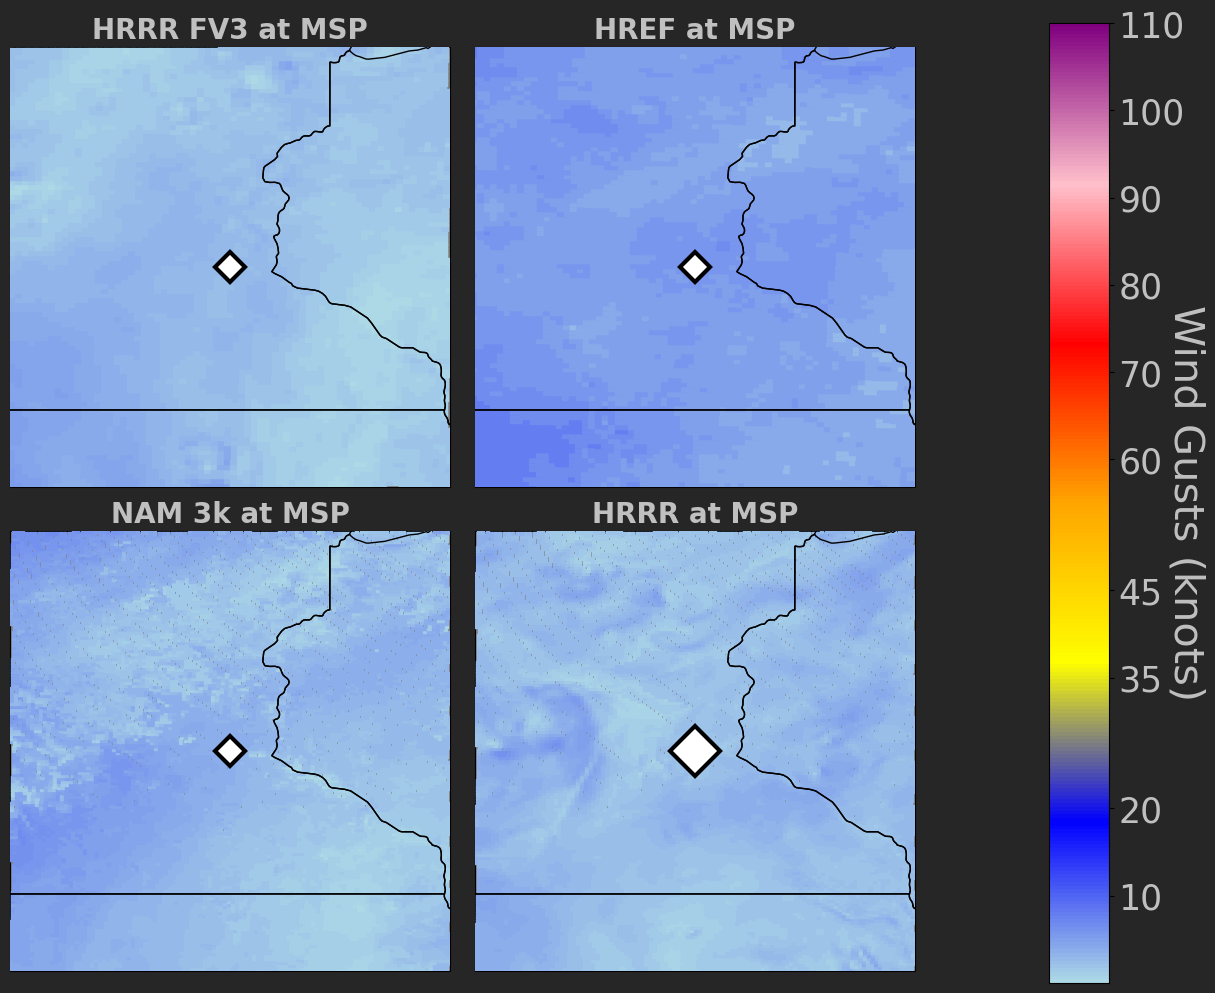 HRRR FV3 at MSP
HREF at MSP
NAM 3k at MSP
HRRR at MSP
110
100
90
80
70
60
45
35
20
10
Wind Gusts (knots)